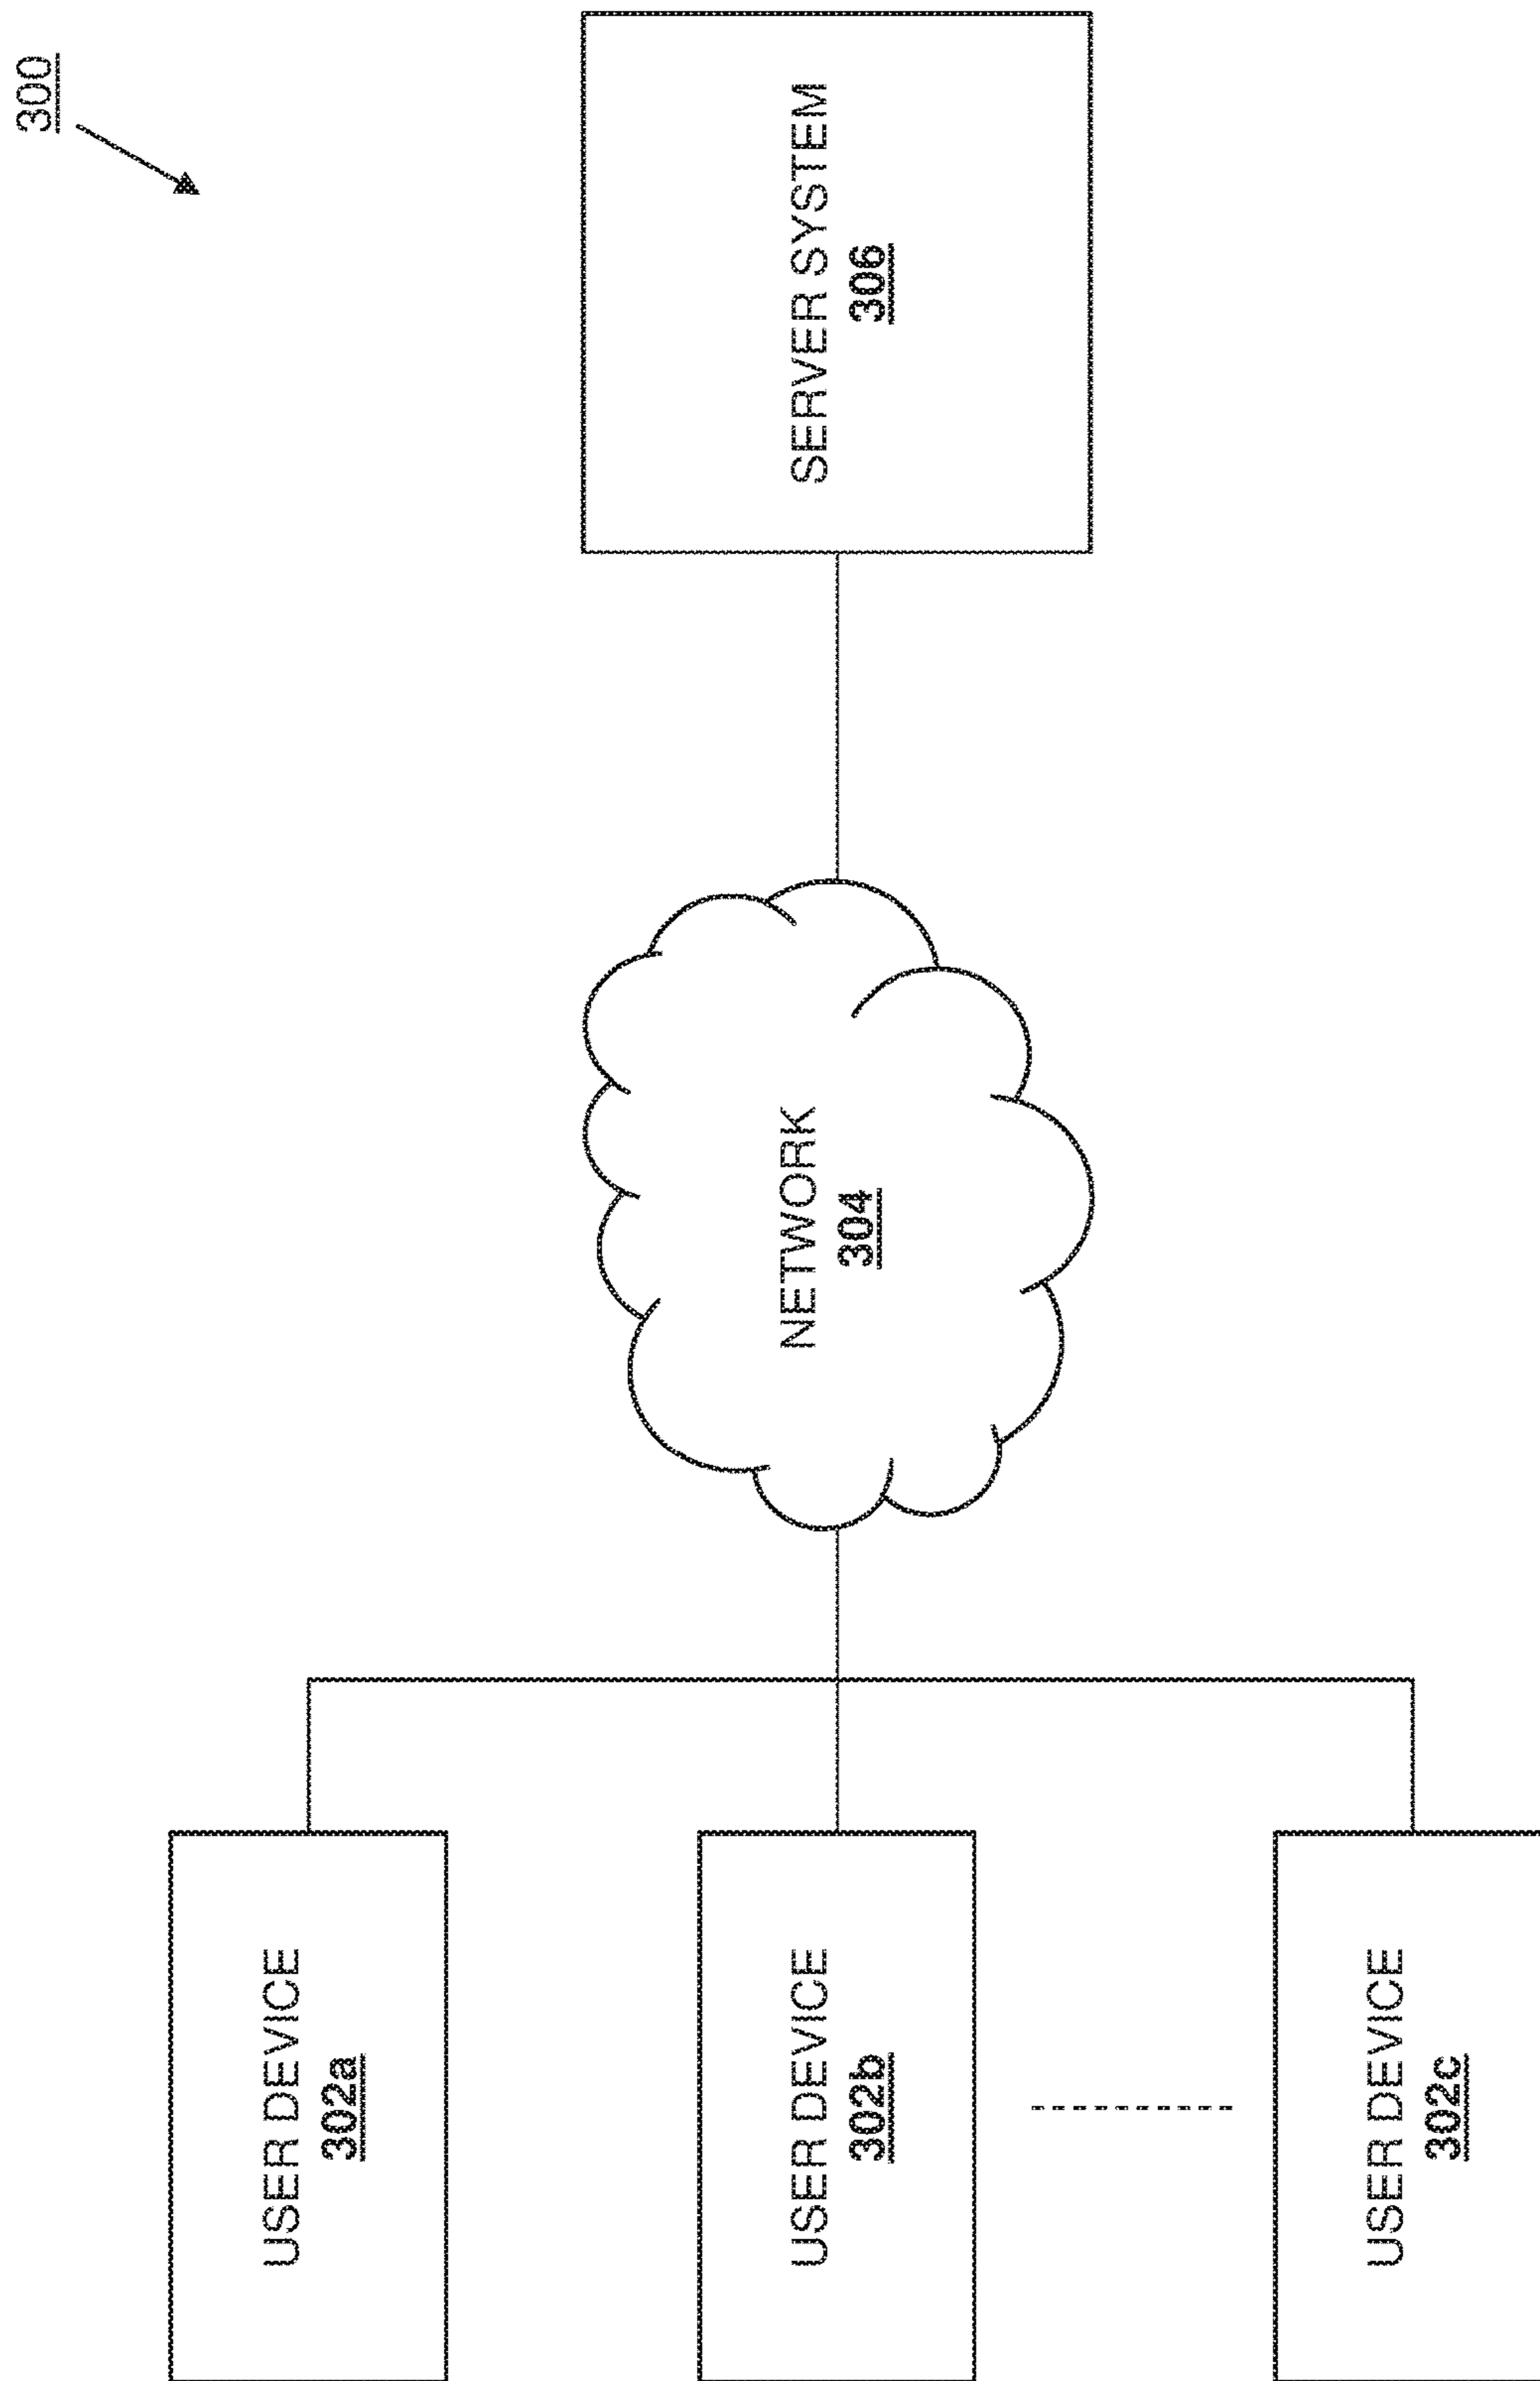 300
USER DEVICE
302a
USER DEVICE
302b
USER DEVICE
302c
NETWORK
304
SERVER SYSTEM
306